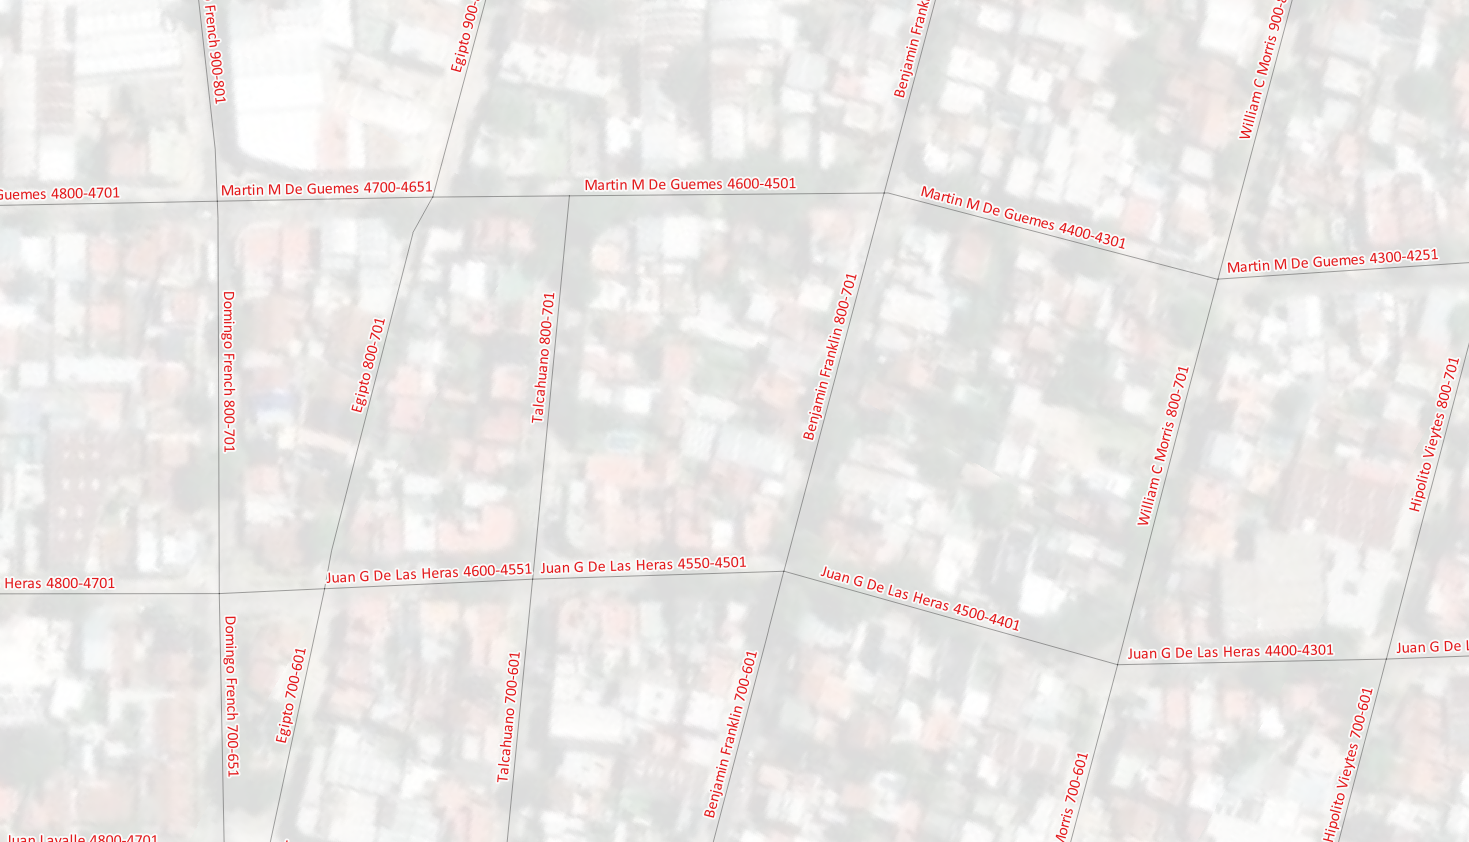 French 900-801
Egipto 900-
Benjamin Frank
William C Morris 900-8
Guemes 4800-4701
Martin M De Guemes 4700-4651
Martin M De Guemes 4600-4501
Martin M De Guemes 4400-4301
Martin M De Guemes 4300-4251
Domingo French 800-701
Egipto 800-701
Talcahuano 800-701
Benjamin Franklin 800-701
William C Morris 800-701
Hipolito Vieytes 800-701
Heras 4800-4701
Juan G De Las Heras 4600-4551
Juan G De Las Heras 4550-4501
Juan G De Las Heras 4500-4401
Juan G De Las Heras 4400-4301
Juan G De L
Domingo French 700-651
Egipto 700-601
Talcahuano 700-601
Benjamin Franklin 700-601
Morris 700-601
Hipolito Vieytes 700-601
Juan Lavalle 4800-4701